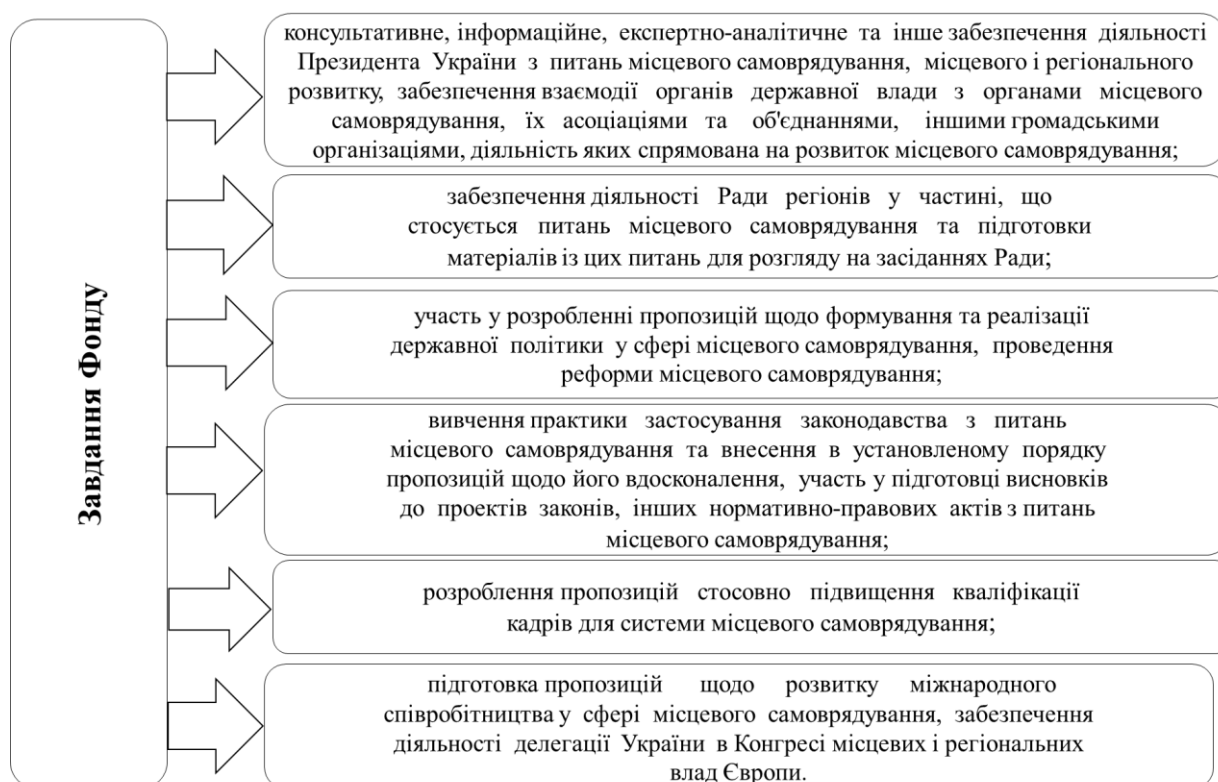 Завдання Фонду
консультативне, інформаційне, експертно-аналітичне та інше забезпечення діяльності
Президента України з питань місцевого самоврядування, місцевого і регіонального
розвитку, забезпечення взаємодії органів державної влади з органами місцевого
самоврядування, їх асоціаціями та об'єднаннями, іншими громадськими
організаціями, діяльність яких спрямована на розвиток місцевого самоврядування;
забезпечення діяльності Ради регіонів у частині, що
стосується питань місцевого самоврядування та підготовки
матеріалів із цих питань для розгляду на засіданнях Ради;
участь у розробленні пропозицій щодо формування та реалізації
державної політики у сфері місцевого самоврядування, проведення
реформи місцевого самоврядування;
вивчення практики застосування законодавства з питань
місцевого самоврядування та внесення в установленому порядку
пропозицій щодо його вдосконалення, участь у підготовці висновків
до проектів законів, інших нормативно-правових актів з питань
місцевого самоврядування;
розроблення пропозицій стосовно підвищення кваліфікації
кадрів для системи місцевого самоврядування;
підготовка пропозицій щодо розвитку міжнародного
співробітництва у сфері місцевого самоврядування, забезпечення
діяльності делегації України в Конгресі місцевих і регіональних
влад Європи.